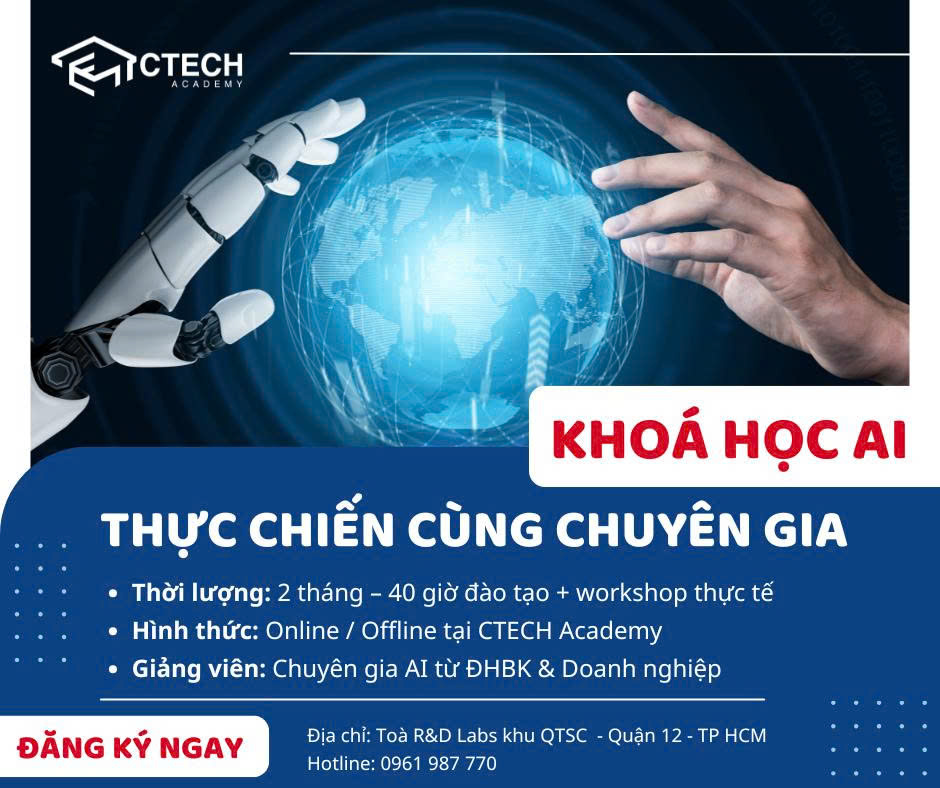 CTECH
ACADEMY
KHOÁ HỌC AI
THỰC CHIẾN CÙNG CHUYÊN GIA
• Thời lượng: 2 tháng – 40 giờ đào tạo + workshop thực tế
• Hình thức: Online / Offline tại CTECH Academy
• Giảng viên: Chuyên gia AI từ ĐHBK & Doanh nghiệp
ĐĂNG KÝ NGAY
Địa chỉ: Toà R&D Labs khu QTSC - Quận 12 - TP HCM
Hotline: 0961 987 770